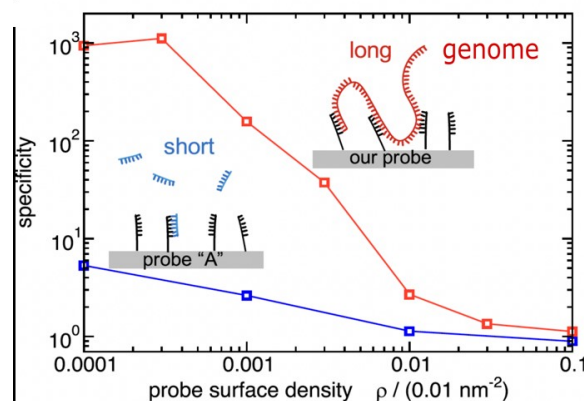 10³
10²
10¹
10⁰
specificity
long genome
our probe
short
probe "A"
0.0001 0.001 0.01 0.1
probe surface density ρ / (0.01 nm⁻²)